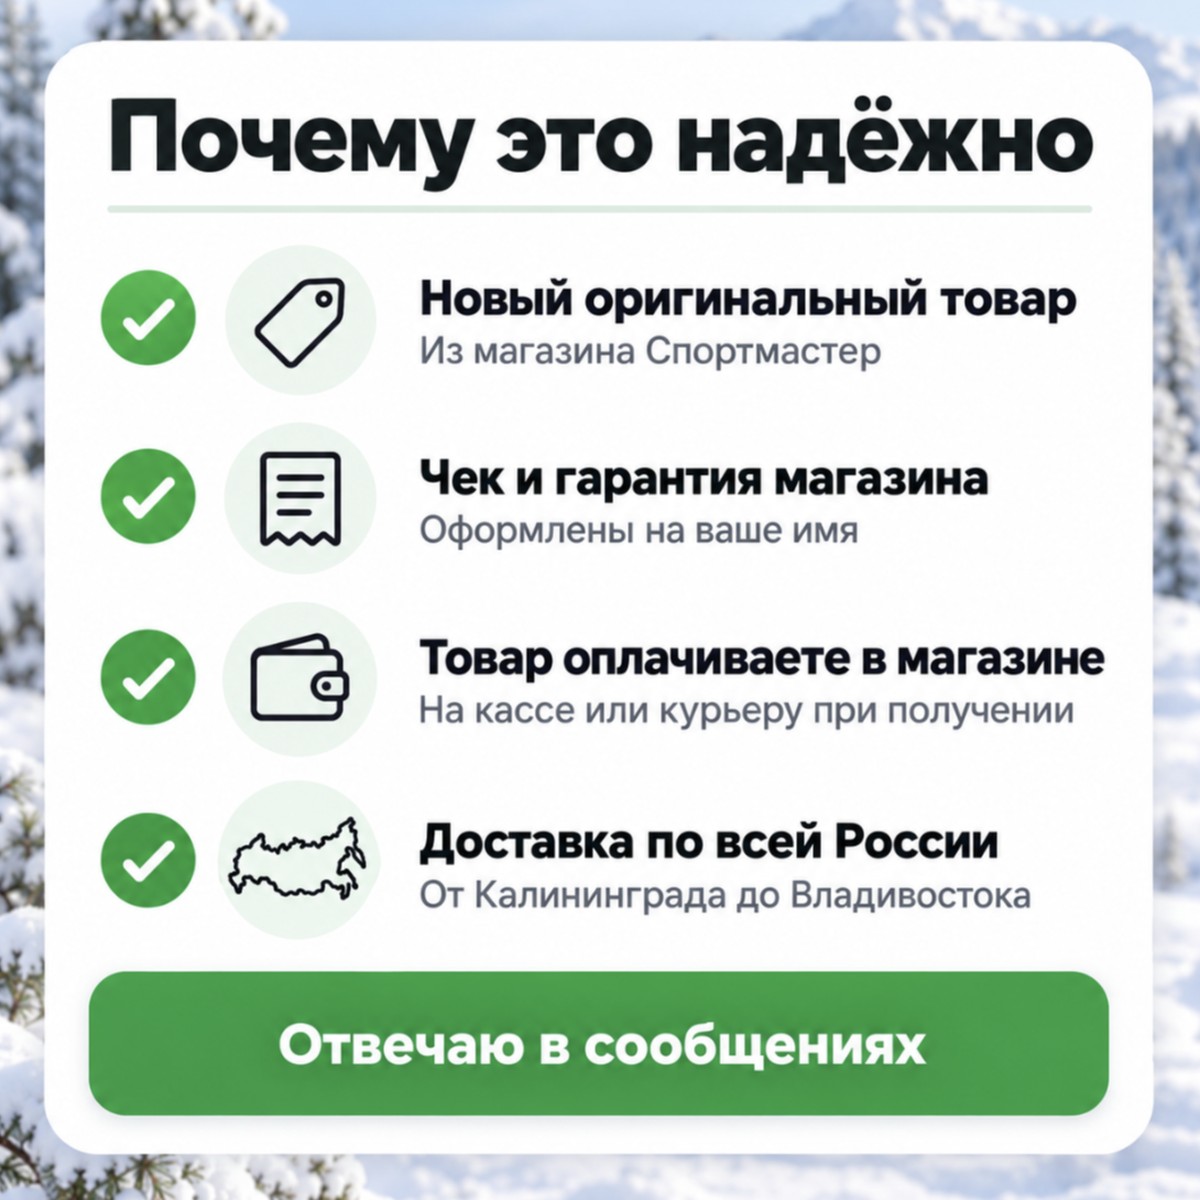 Почему это надёжно
Новый оригинальный товар
Из магазина Спортмастер
Чек и гарантия магазина
Оформлены на ваше имя
Товар оплачиваете в магазине
На кассе или курьеру при получении
Доставка по всей России
От Калининграда до Владивостока
Отвечаю в сообщениях